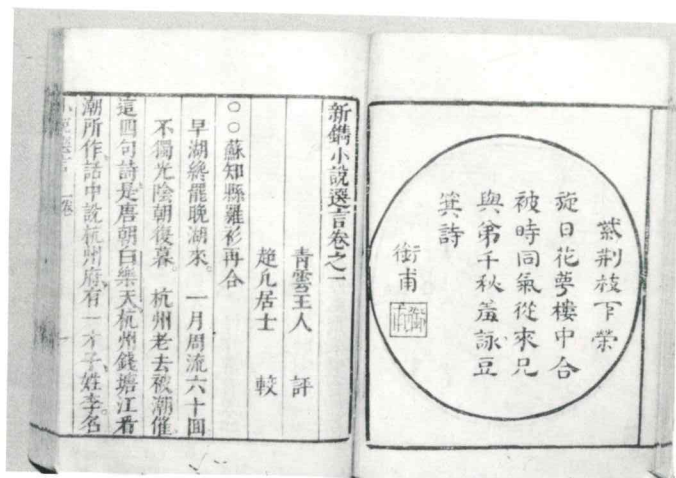 紫荊枝下榮
旋日花萼樓中合
被時同氣從來兄
與弟千秋羞詠豆
萁詩
衎甫
新鐫小說選言卷之一
青雲主人 評
超凡居士 較
○○蘇知縣羅衫再合
早潮纔罷晚潮來。 一月周流六十回
不獨光陰朝復暮。 杭州老去被潮催
這四句詩是唐朝白樂天杭州錢塘江看
潮所作話中說杭州府有一才子姓李。名